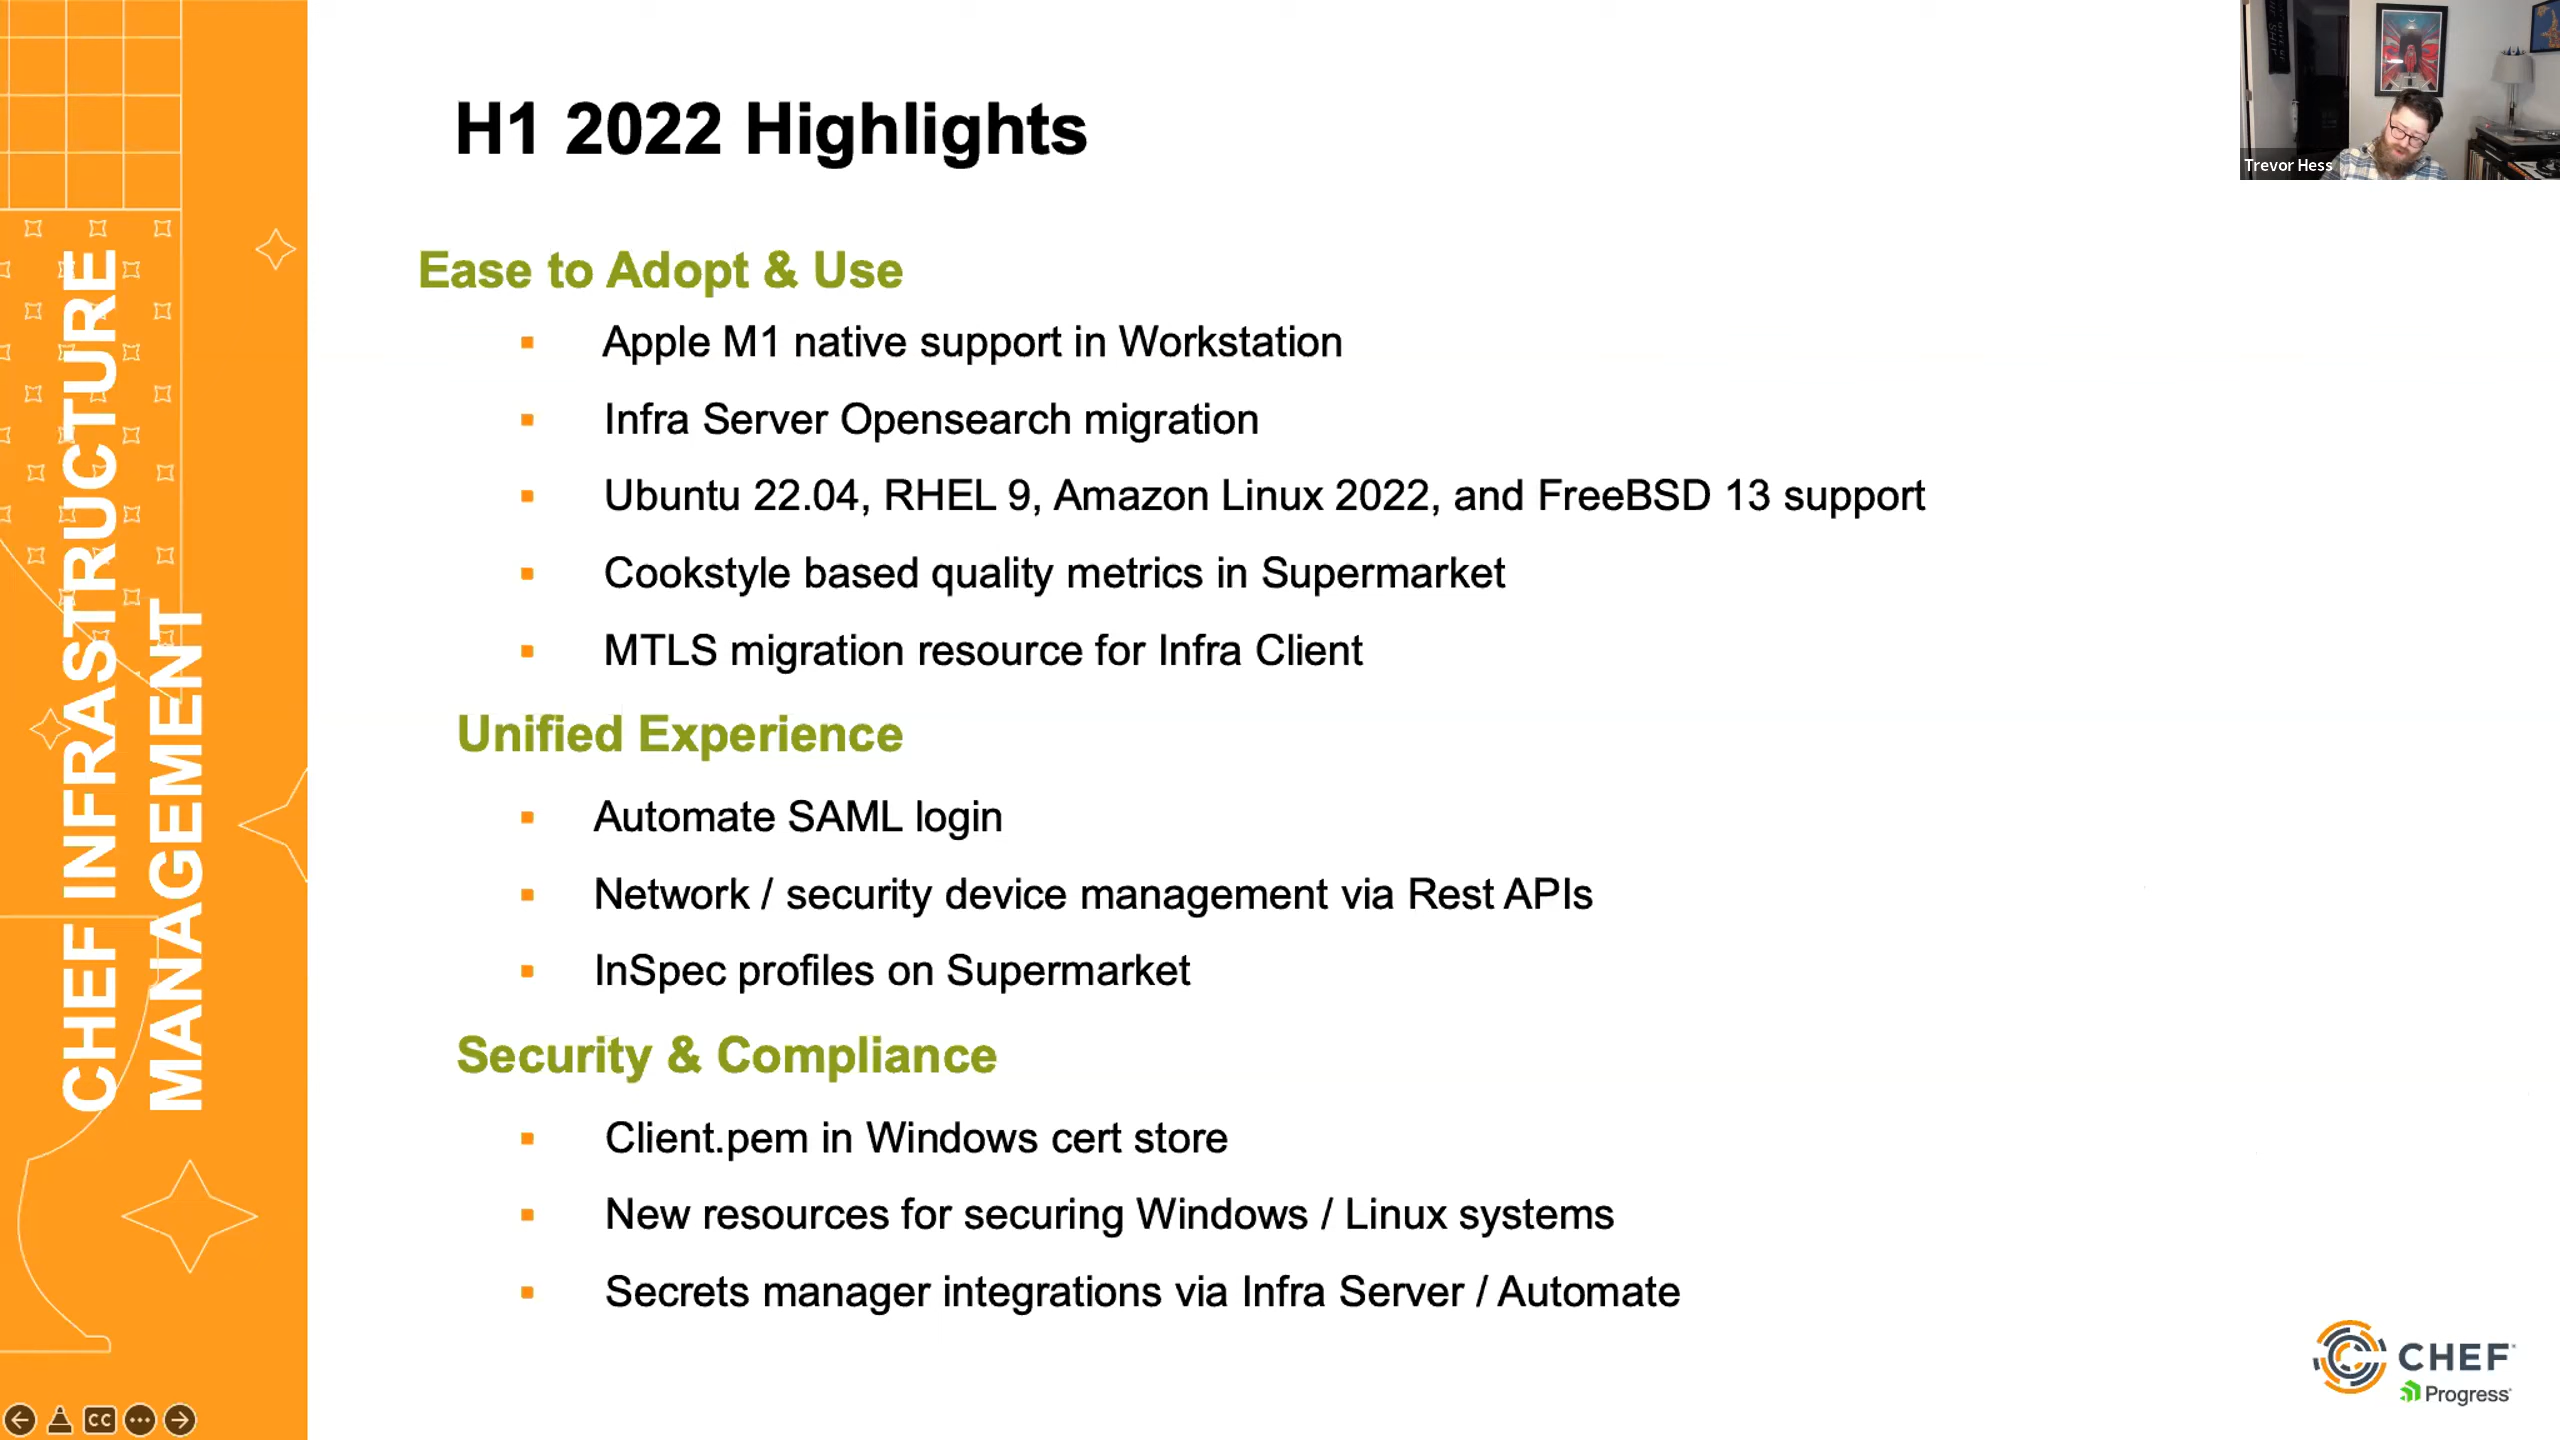 CHEF INFRASTRUCTURE
MANAGEMENT
H1 2022 Highlights
Ease to Adopt & Use
Apple M1 native support in Workstation
Infra Server Opensearch migration
Ubuntu 22.04, RHEL 9, Amazon Linux 2022, and FreeBSD 13 support
Cookstyle based quality metrics in Supermarket
MTLS migration resource for Infra Client
Unified Experience
Automate SAML login
Network / security device management via Rest APIs
InSpec profiles on Supermarket
Security & Compliance
Client.pem in Windows cert store
New resources for securing Windows / Linux systems
Secrets manager integrations via Infra Server / Automate
Trevor Hess
CHEF
Progress
CC